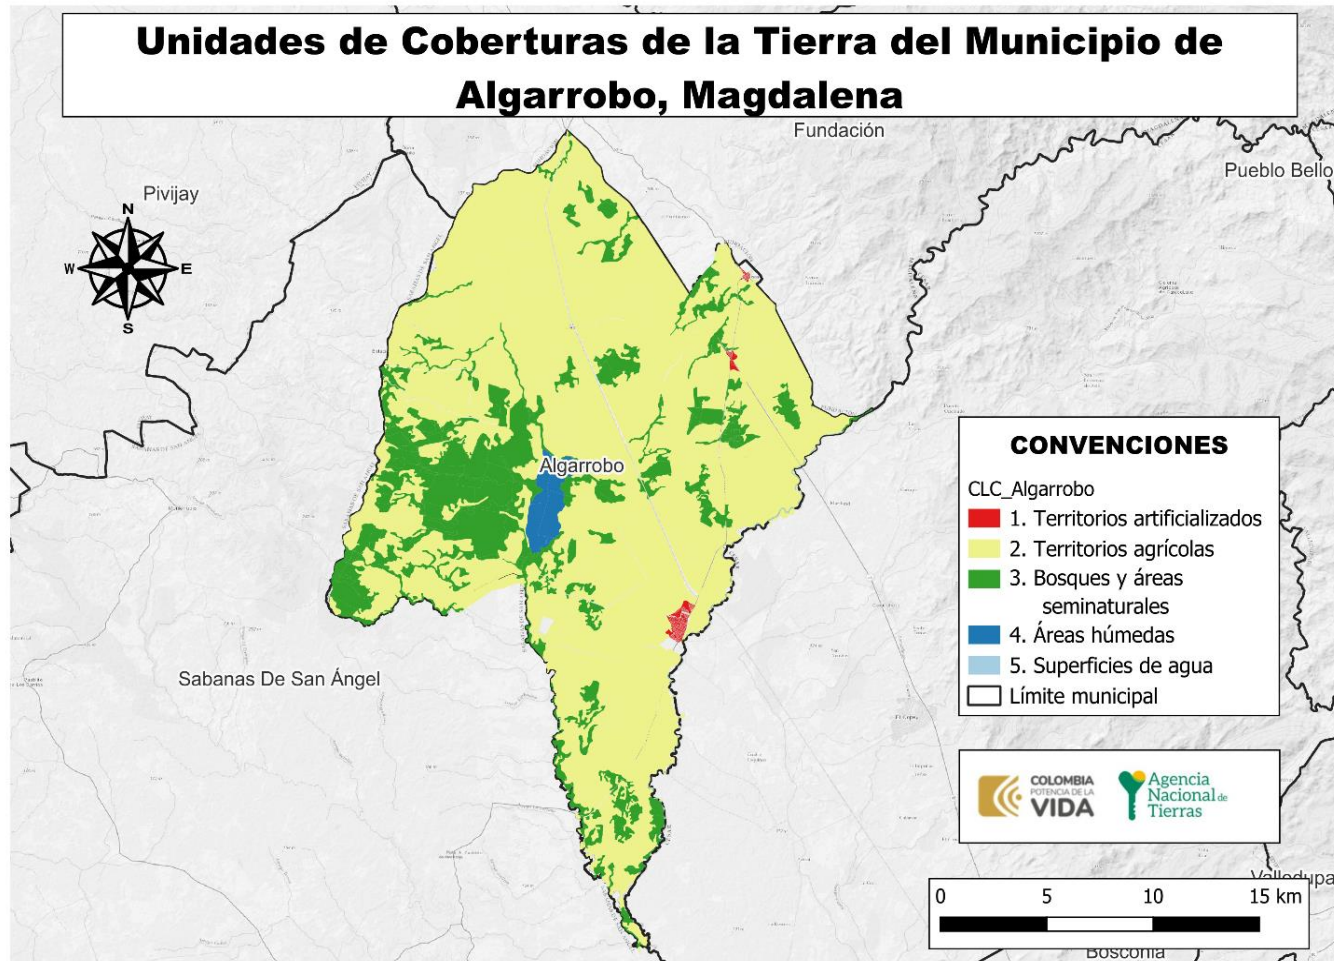 Unidades de Coberturas de la Tierra del Municipio de
Algarrobo, Magdalena
Fundación
Pueblo Bello
Pivijay
N
W
E
S
Algarrobo
Sabanas De San Ángel
CONVENCIONES
CLC_Algarrobo
1. Territorios artificializados
2. Territorios agrícolas
3. Bosques y áreas
seminaturales
4. Áreas húmedas
5. Superficies de agua
Límite municipal
COLOMBIA
POTENCIA DE LA
VIDA
Agencia
Nacional de
Tierras
Valledupa
0 5 10 15 km
Bosconia